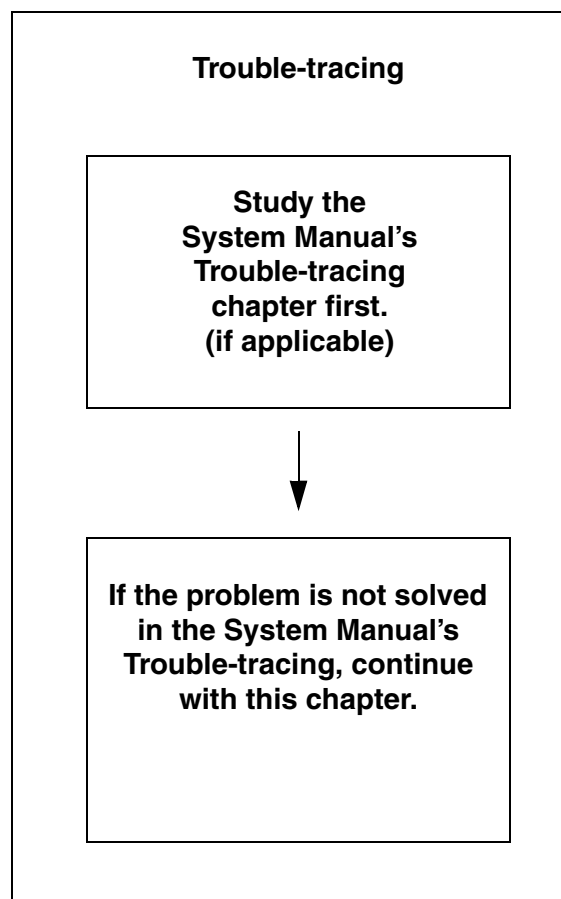 Trouble-tracing
Study the
System Manual’s
Trouble-tracing
chapter first.
(if applicable)
If the problem is not solved
in the System Manual’s
Trouble-tracing, continue
with this chapter.